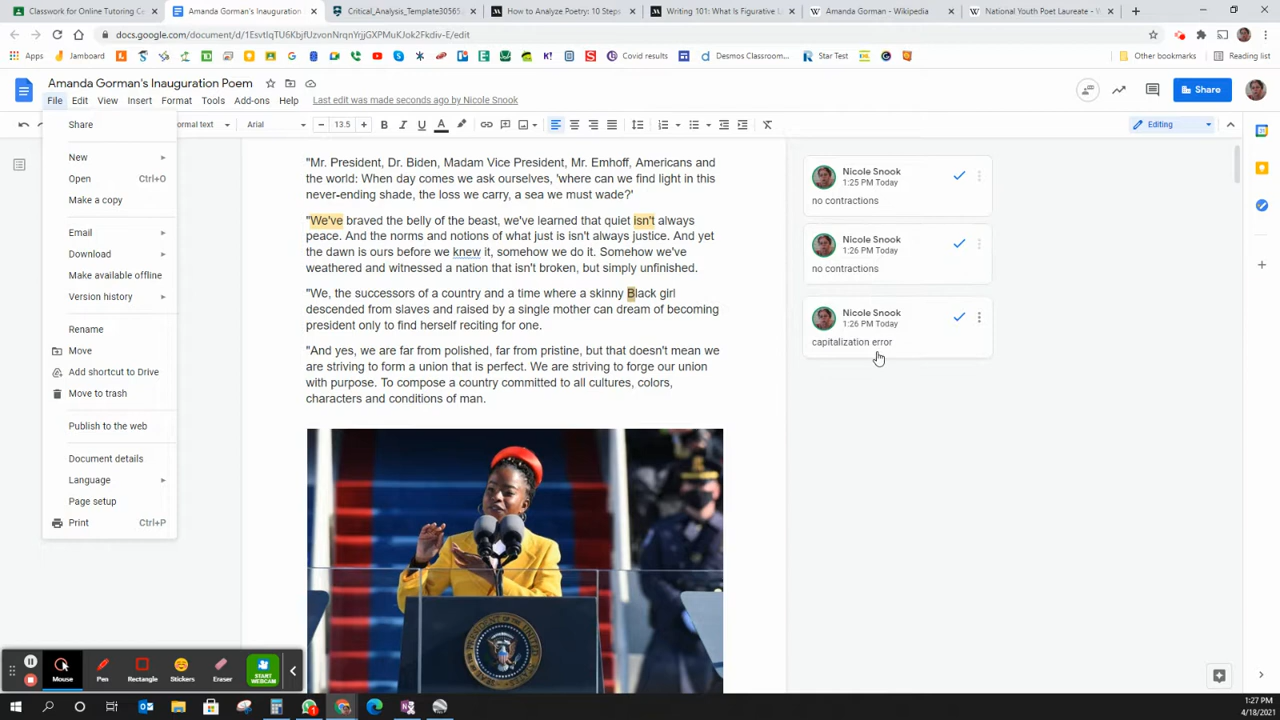 Classwork for Online Tutoring Gr
Amanda Gorman's Inauguration
Critical_Analysis_Template30565
How to Analyze Poetry: 10 Steps
Writing 101: What Is Figurative L
Amanda Gorman - Wikipedia
National Youth Poet Laureate - W
docs.google.com/document/d/
/edit
Apps
Jamboard
Covid results
Desmos Classroom...
Star Test
Other bookmarks
Reading list
Amanda Gorman's Inauguration Poem
File Edit View Insert Format Tools Add-ons Help Last edit was made seconds ago by Nicole Snook
Share
ormal text Arial 13.5 Editing
Share
New
Open Ctrl+O
Make a copy
Email
Download
Make available offline
Version history
Rename
Move
Add shortcut to Drive
Move to trash
Publish to the web
Document details
Language
Page setup
Print Ctrl+P
"Mr. President, Dr. Biden, Madam Vice President, Mr. Emhoff, Americans and
the world: When day comes we ask ourselves, 'where can we find light in this
never-ending shade, the loss we carry, a sea we must wade?'
"We've braved the belly of the beast, we've learned that quiet isn't always
peace. And the norms and notions of what just is isn't always justice. And yet
the dawn is ours before we knew it, somehow we do it. Somehow we've
weathered and witnessed a nation that isn't broken, but simply unfinished.
"We, the successors of a country and a time where a skinny Black girl
descended from slaves and raised by a single mother can dream of becoming
president only to find herself reciting for one.
"And yes, we are far from polished, far from pristine, but that doesn't mean we
are striving to form a union that is perfect. We are striving to forge our union
with purpose. To compose a country committed to all cultures, colors,
characters and conditions of man.
Nicole Snook
1:25 PM Today
no contractions
Nicole Snook
1:26 PM Today
no contractions
Nicole Snook
1:26 PM Today
capitalization error
Mouse Pen Rectangle Stickers Eraser START WEBCAM
1:27 PM
4/18/2021